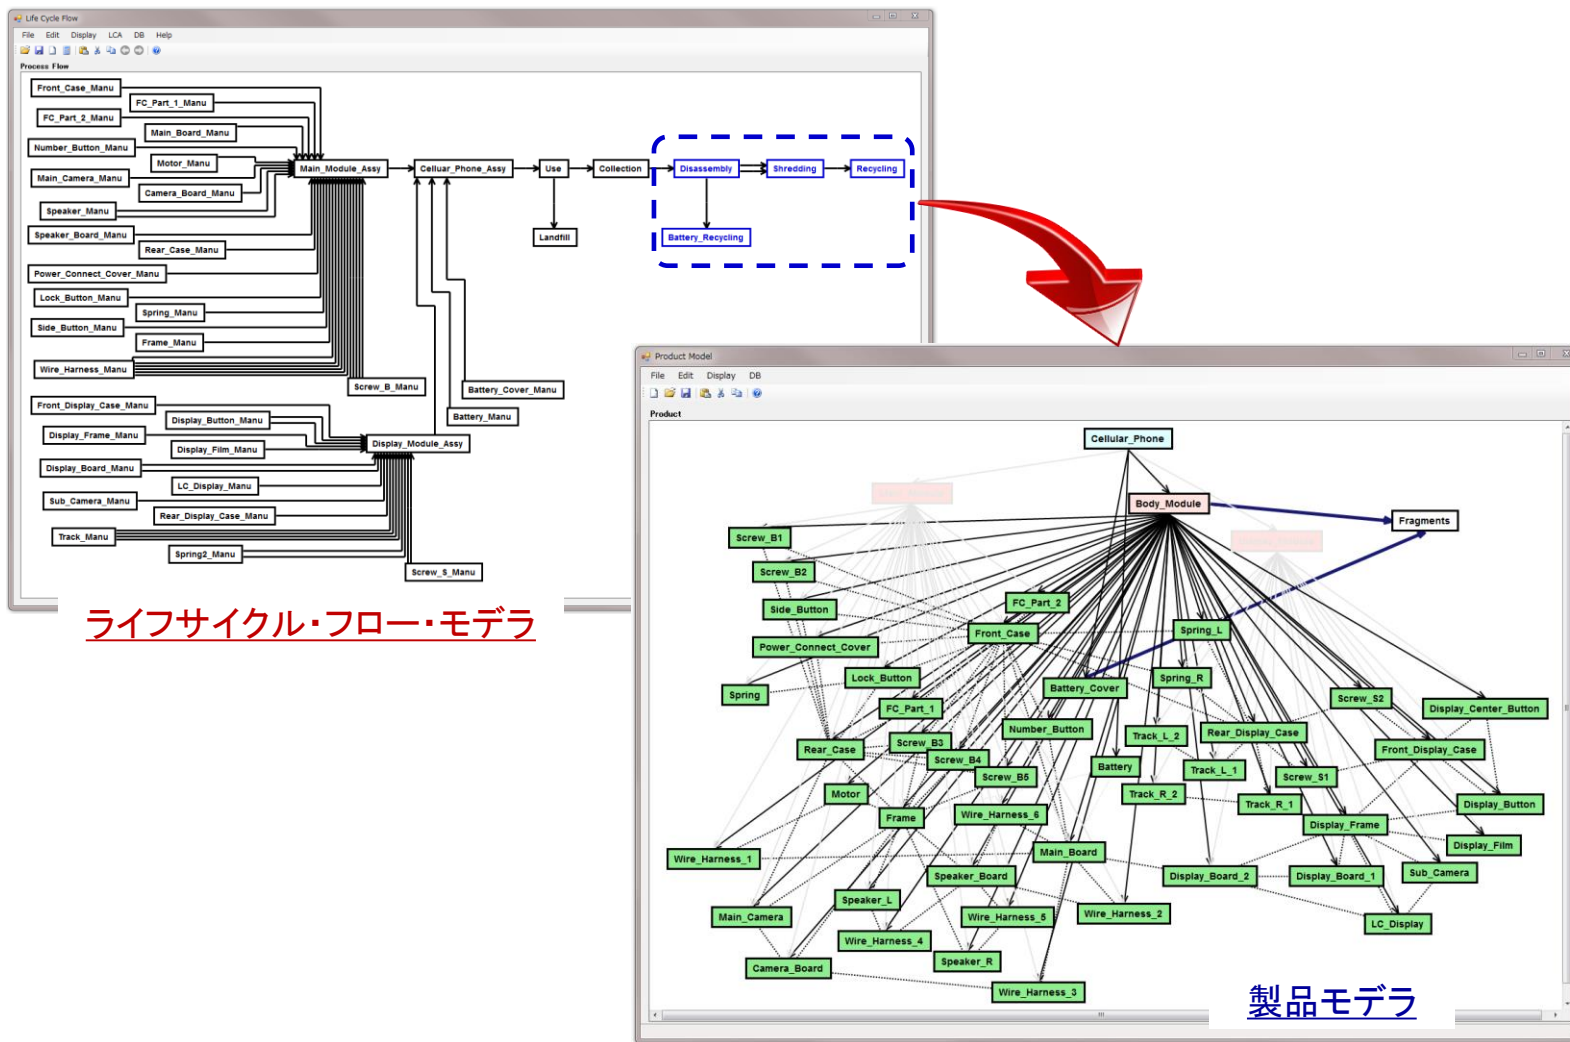 Life Cycle Flow
File Edit Display LCA DB Help
Process Flow
Front_Case_Manu
FC_Part_1_Manu
FC_Part_2_Manu
Main_Board_Manu
Number_Button_Manu
Motor_Manu
Main_Camera_Manu
Camera_Board_Manu
Speaker_Manu
Speaker_Board_Manu
Rear_Case_Manu
Power_Connect_Cover_Manu
Lock_Button_Manu
Spring_Manu
Side_Button_Manu
Frame_Manu
Wire_Harness_Manu
Screw_B_Manu
Main_Module_Assy
Celluar_Phone_Assy
Use
Collection
Disassembly
Shredding
Recycling
Landfill
Battery_Recycling
Battery_Cover_Manu
Battery_Manu
Front_Display_Case_Manu
Display_Button_Manu
Display_Frame_Manu
Display_Film_Manu
Display_Module_Assy
Display_Board_Manu
LC_Display_Manu
Sub_Camera_Manu
Rear_Display_Case_Manu
Track_Manu
Spring2_Manu
Screw_S_Manu
ライフサイクル・フロー・モデラ
Product Model
File Edit Display DB
Product
Cellular_Phone
Body_Module
Fragments
Screw_B1
Screw_B2
Side_Button
FC_Part_2
Front_Case
Spring_L
Power_Connect_Cover
Lock_Button
Spring_R
Spring
Battery_Cover
Screw_S2
Display_Center_Button
FC_Part_1
Number_Button
Rear_Display_Case
Track_L_2
Rear_Case
Screw_B3
Front_Display_Case
Screw_B4
Battery
Track_L_1
Screw_B5
Screw_S1
Motor
Track_R_2
Track_R_1
Display_Button
Frame
Wire_Harness_6
Display_Frame
Display_Film
Wire_Harness_1
Main_Board
Speaker_Board
Display_Board_2
Display_Board_1
Sub_Camera
Speaker_L
Main_Camera
Wire_Harness_5
Wire_Harness_2
LC_Display
Wire_Harness_4
Speaker_R
Camera_Board
Wire_Harness_3
製品モデラ